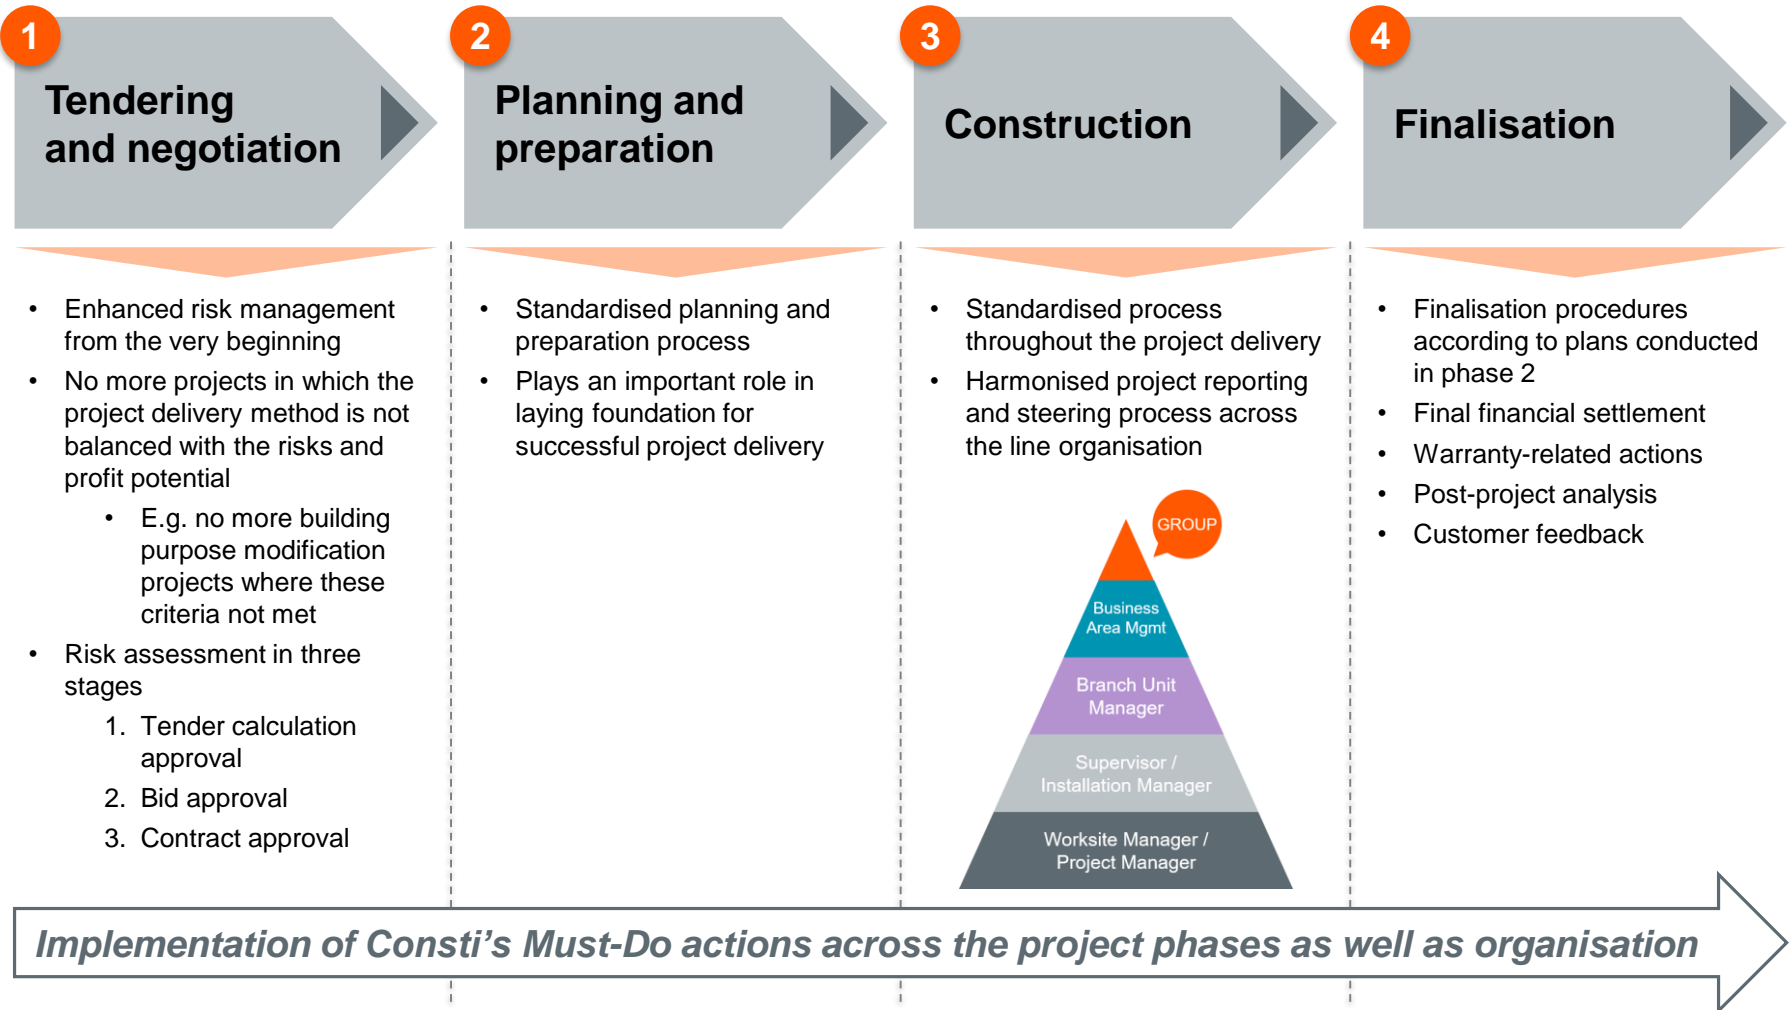 1
Tendering
and negotiation
• Enhanced risk management
from the very beginning
• No more projects in which the
project delivery method is not
balanced with the risks and
profit potential
• E.g. no more building
purpose modification
projects where these
criteria not met
• Risk assessment in three
stages
1. Tender calculation
approval
2. Bid approval
3. Contract approval
2
Planning and
preparation
• Standardised planning and
preparation process
• Plays an important role in
laying foundation for
successful project delivery
3
Construction
• Standardised process
throughout the project delivery
• Harmonised project reporting
and steering process across
the line organisation
GROUP
Business
Area Mgmt
Branch Unit
Manager
Supervisor /
Installation Manager
Worksite Manager /
Project Manager
4
Finalisation
• Finalisation procedures
according to plans conducted
in phase 2
• Final financial settlement
• Warranty-related actions
• Post-project analysis
• Customer feedback
Implementation of Consti’s Must-Do actions across the project phases as well as organisation